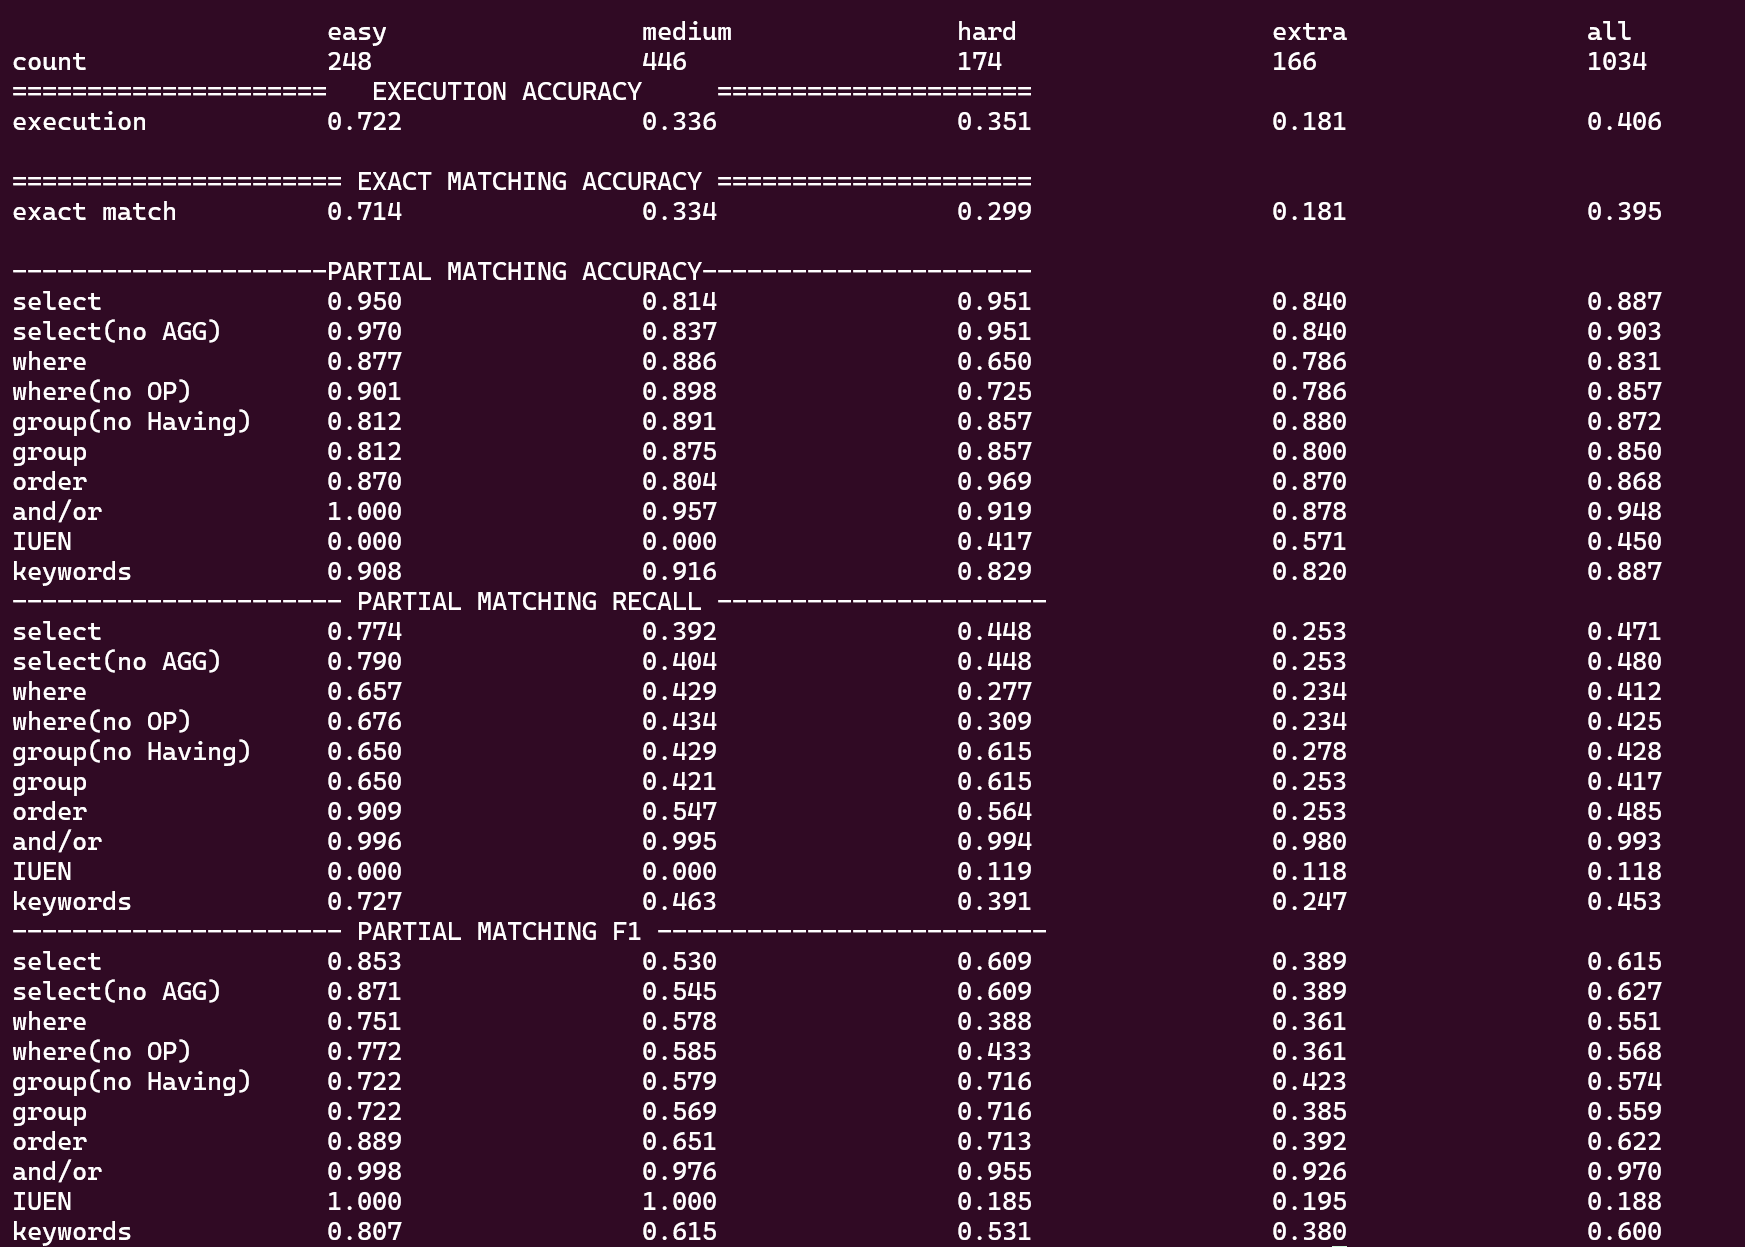 easy medium hard extra all
count 248 446 174 166 1034
===================== EXECUTION ACCURACY =====================
execution 0.722 0.336 0.351 0.181 0.406
====================== EXACT MATCHING ACCURACY =====================
exact match 0.714 0.334 0.299 0.181 0.395
---------------------PARTIAL MATCHING ACCURACY----------------------
select 0.950 0.814 0.951 0.840 0.887
select(no AGG) 0.970 0.837 0.951 0.840 0.903
where 0.877 0.886 0.650 0.786 0.831
where(no OP) 0.901 0.898 0.725 0.786 0.857
group(no Having) 0.812 0.891 0.857 0.880 0.872
group 0.812 0.875 0.857 0.800 0.850
order 0.870 0.804 0.969 0.870 0.868
and/or 1.000 0.957 0.919 0.878 0.948
IUEN 0.000 0.000 0.417 0.571 0.450
keywords 0.908 0.916 0.829 0.820 0.887
---------------------- PARTIAL MATCHING RECALL ----------------------
select 0.774 0.392 0.448 0.253 0.471
select(no AGG) 0.790 0.404 0.448 0.253 0.480
where 0.657 0.429 0.277 0.234 0.412
where(no OP) 0.676 0.434 0.309 0.234 0.425
group(no Having) 0.650 0.429 0.615 0.278 0.428
group 0.650 0.421 0.615 0.253 0.417
order 0.909 0.547 0.564 0.253 0.485
and/or 0.996 0.995 0.994 0.980 0.993
IUEN 0.000 0.000 0.119 0.118 0.118
keywords 0.727 0.463 0.391 0.247 0.453
---------------------- PARTIAL MATCHING F1 --------------------------
select 0.853 0.530 0.609 0.389 0.615
select(no AGG) 0.871 0.545 0.609 0.389 0.627
where 0.751 0.578 0.388 0.361 0.551
where(no OP) 0.772 0.585 0.433 0.361 0.568
group(no Having) 0.722 0.579 0.716 0.423 0.574
group 0.722 0.569 0.716 0.385 0.559
order 0.889 0.651 0.713 0.392 0.622
and/or 0.998 0.976 0.955 0.926 0.970
IUEN 1.000 1.000 0.185 0.195 0.188
keywords 0.807 0.615 0.531 0.380 0.600